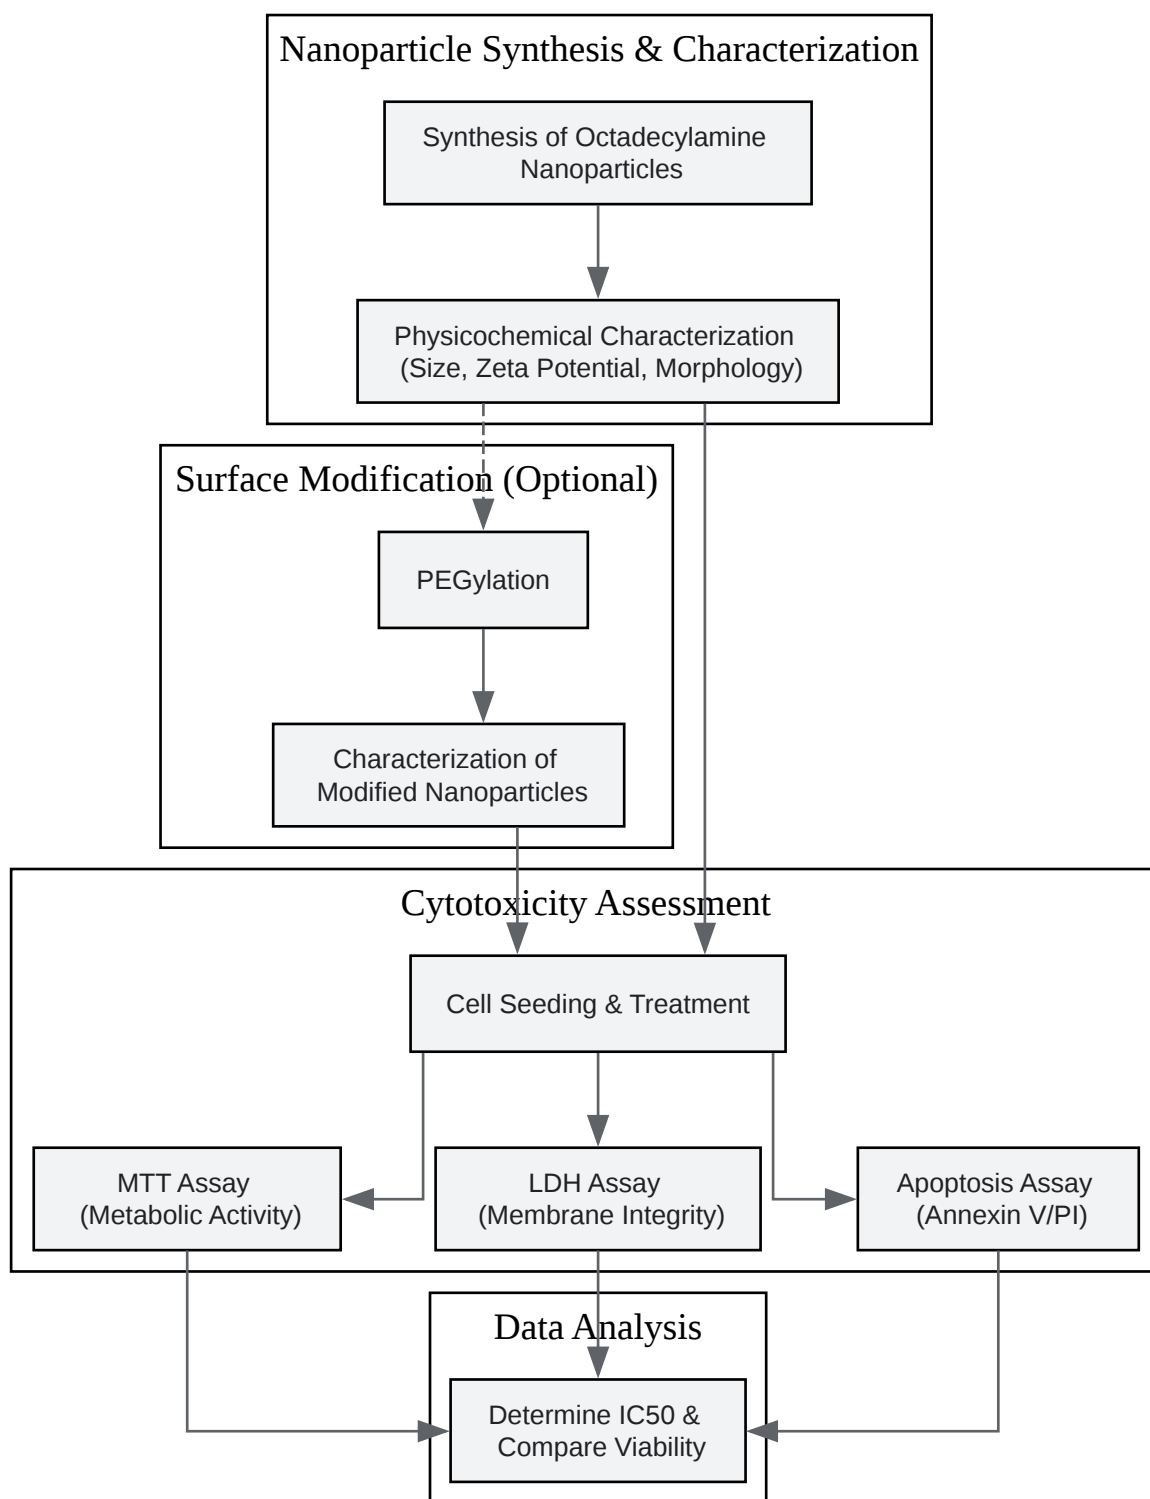 Nanoparticle Synthesis & Characterization
Synthesis of Octadecylamine
Nanoparticles
Physicochemical Characterization
(Size, Zeta Potential, Morphology)
Surface Modification (Optional)
PEGylation
Characterization of
Modified Nanoparticles
Cytotoxicity Assessment
Cell Seeding & Treatment
MTT Assay
(Metabolic Activity)
LDH Assay
(Membrane Integrity)
Apoptosis Assay
(Annexin V/PI)
Data Analysis
Determine IC50 &
Compare Viability